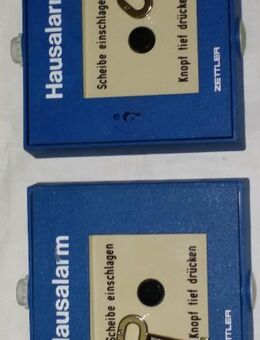 Hausalarm
Scheibe einschlagen
Knopf tief drücken
ZETTLER
Hausalarm
Scheibe einschlagen
Knopf tief drücken
ZETTLER